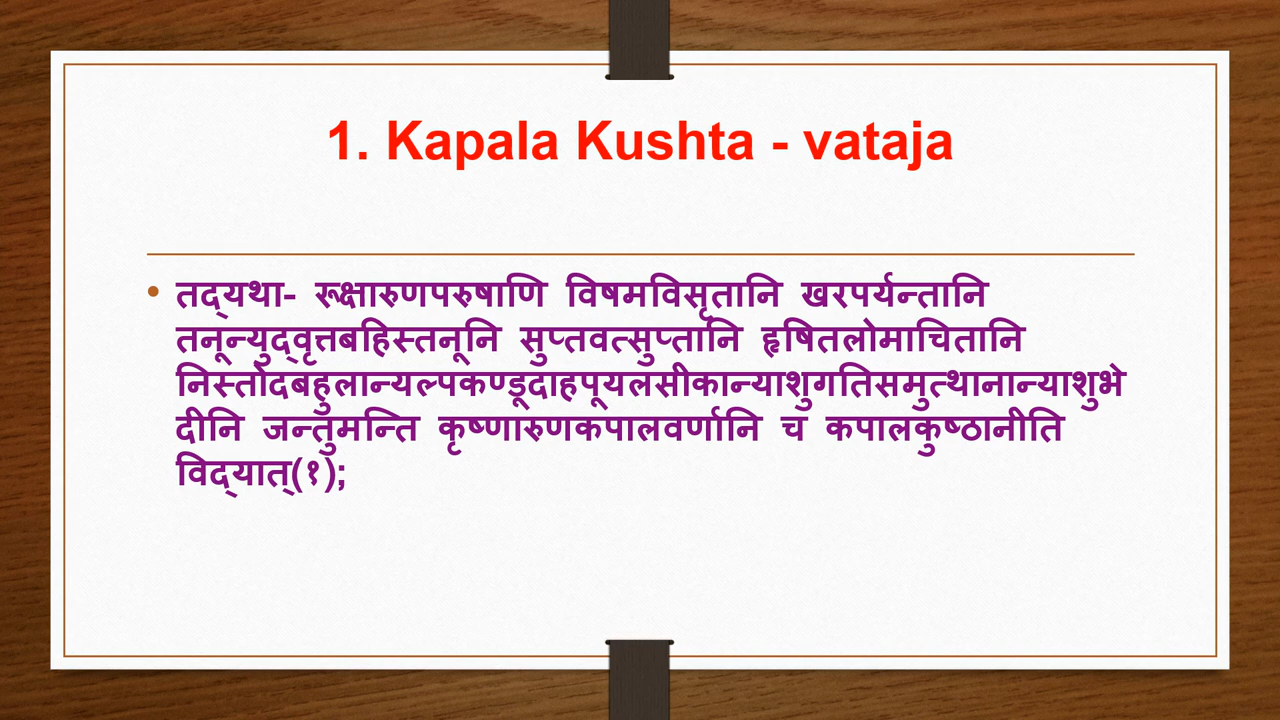 1. Kapala Kushta - vataja
• तद्यथा- रूक्षारुणपरुषाणि विषमविसृतानि खरपर्यन्तानि
तनून्युद्वृत्तबहिस्तनूनि सुप्तवत्सुप्तानि हृषितलोमाचितानि
निस्तोदबहुलान्यल्पकण्डूदाहपूयलसीकान्याशुगतिसमुत्थानान्याशुभे
दीनि जन्तुमन्ति कृष्णारुणकपालवर्णानि च कपालकुष्ठानीति
विद्यात्(१);